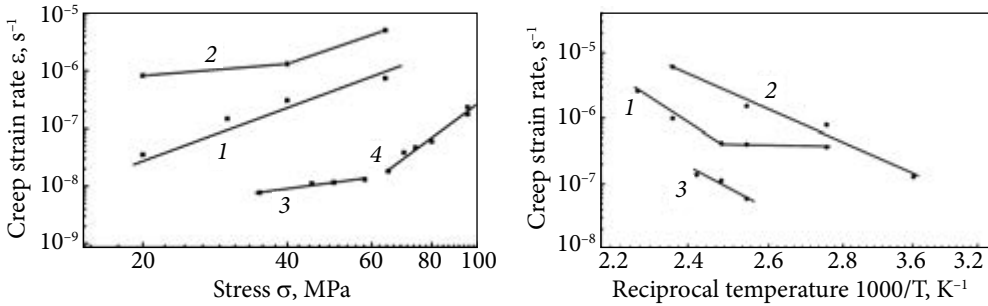 Creep strain rate ε, s⁻¹
10⁻⁵
10⁻⁶
10⁻⁷
10⁻⁸
10⁻⁹
2
1
4
3
20 40 60 80 100
Stress σ, MPa
Creep strain rate, s⁻¹
10⁻⁵
10⁻⁶
10⁻⁷
10⁻⁸
1
2
3
2.2 2.4 2.6 2.8 3.6 3.2
Reciprocal temperature 1000/T, K⁻¹